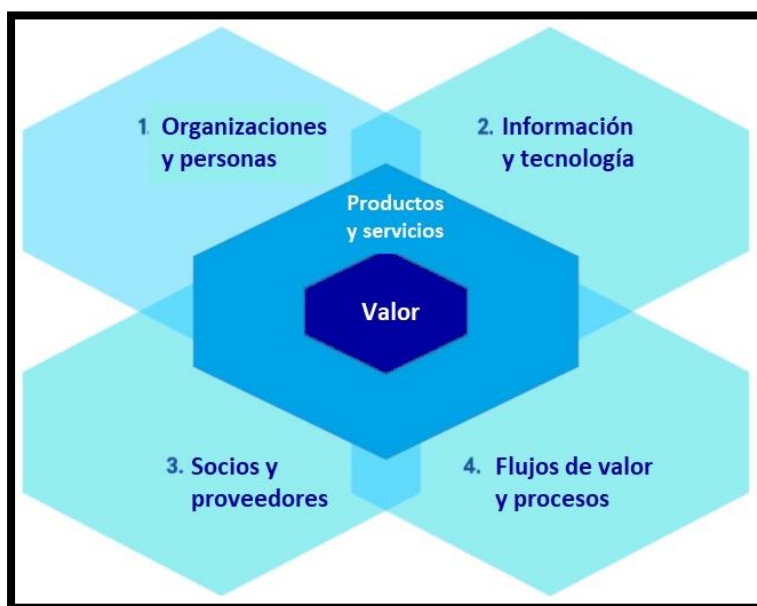 1. Organizaciones
y personas
2. Información
y tecnología
Productos
y servicios
Valor
3. Socios y
proveedores
4. Flujos de valor
y procesos